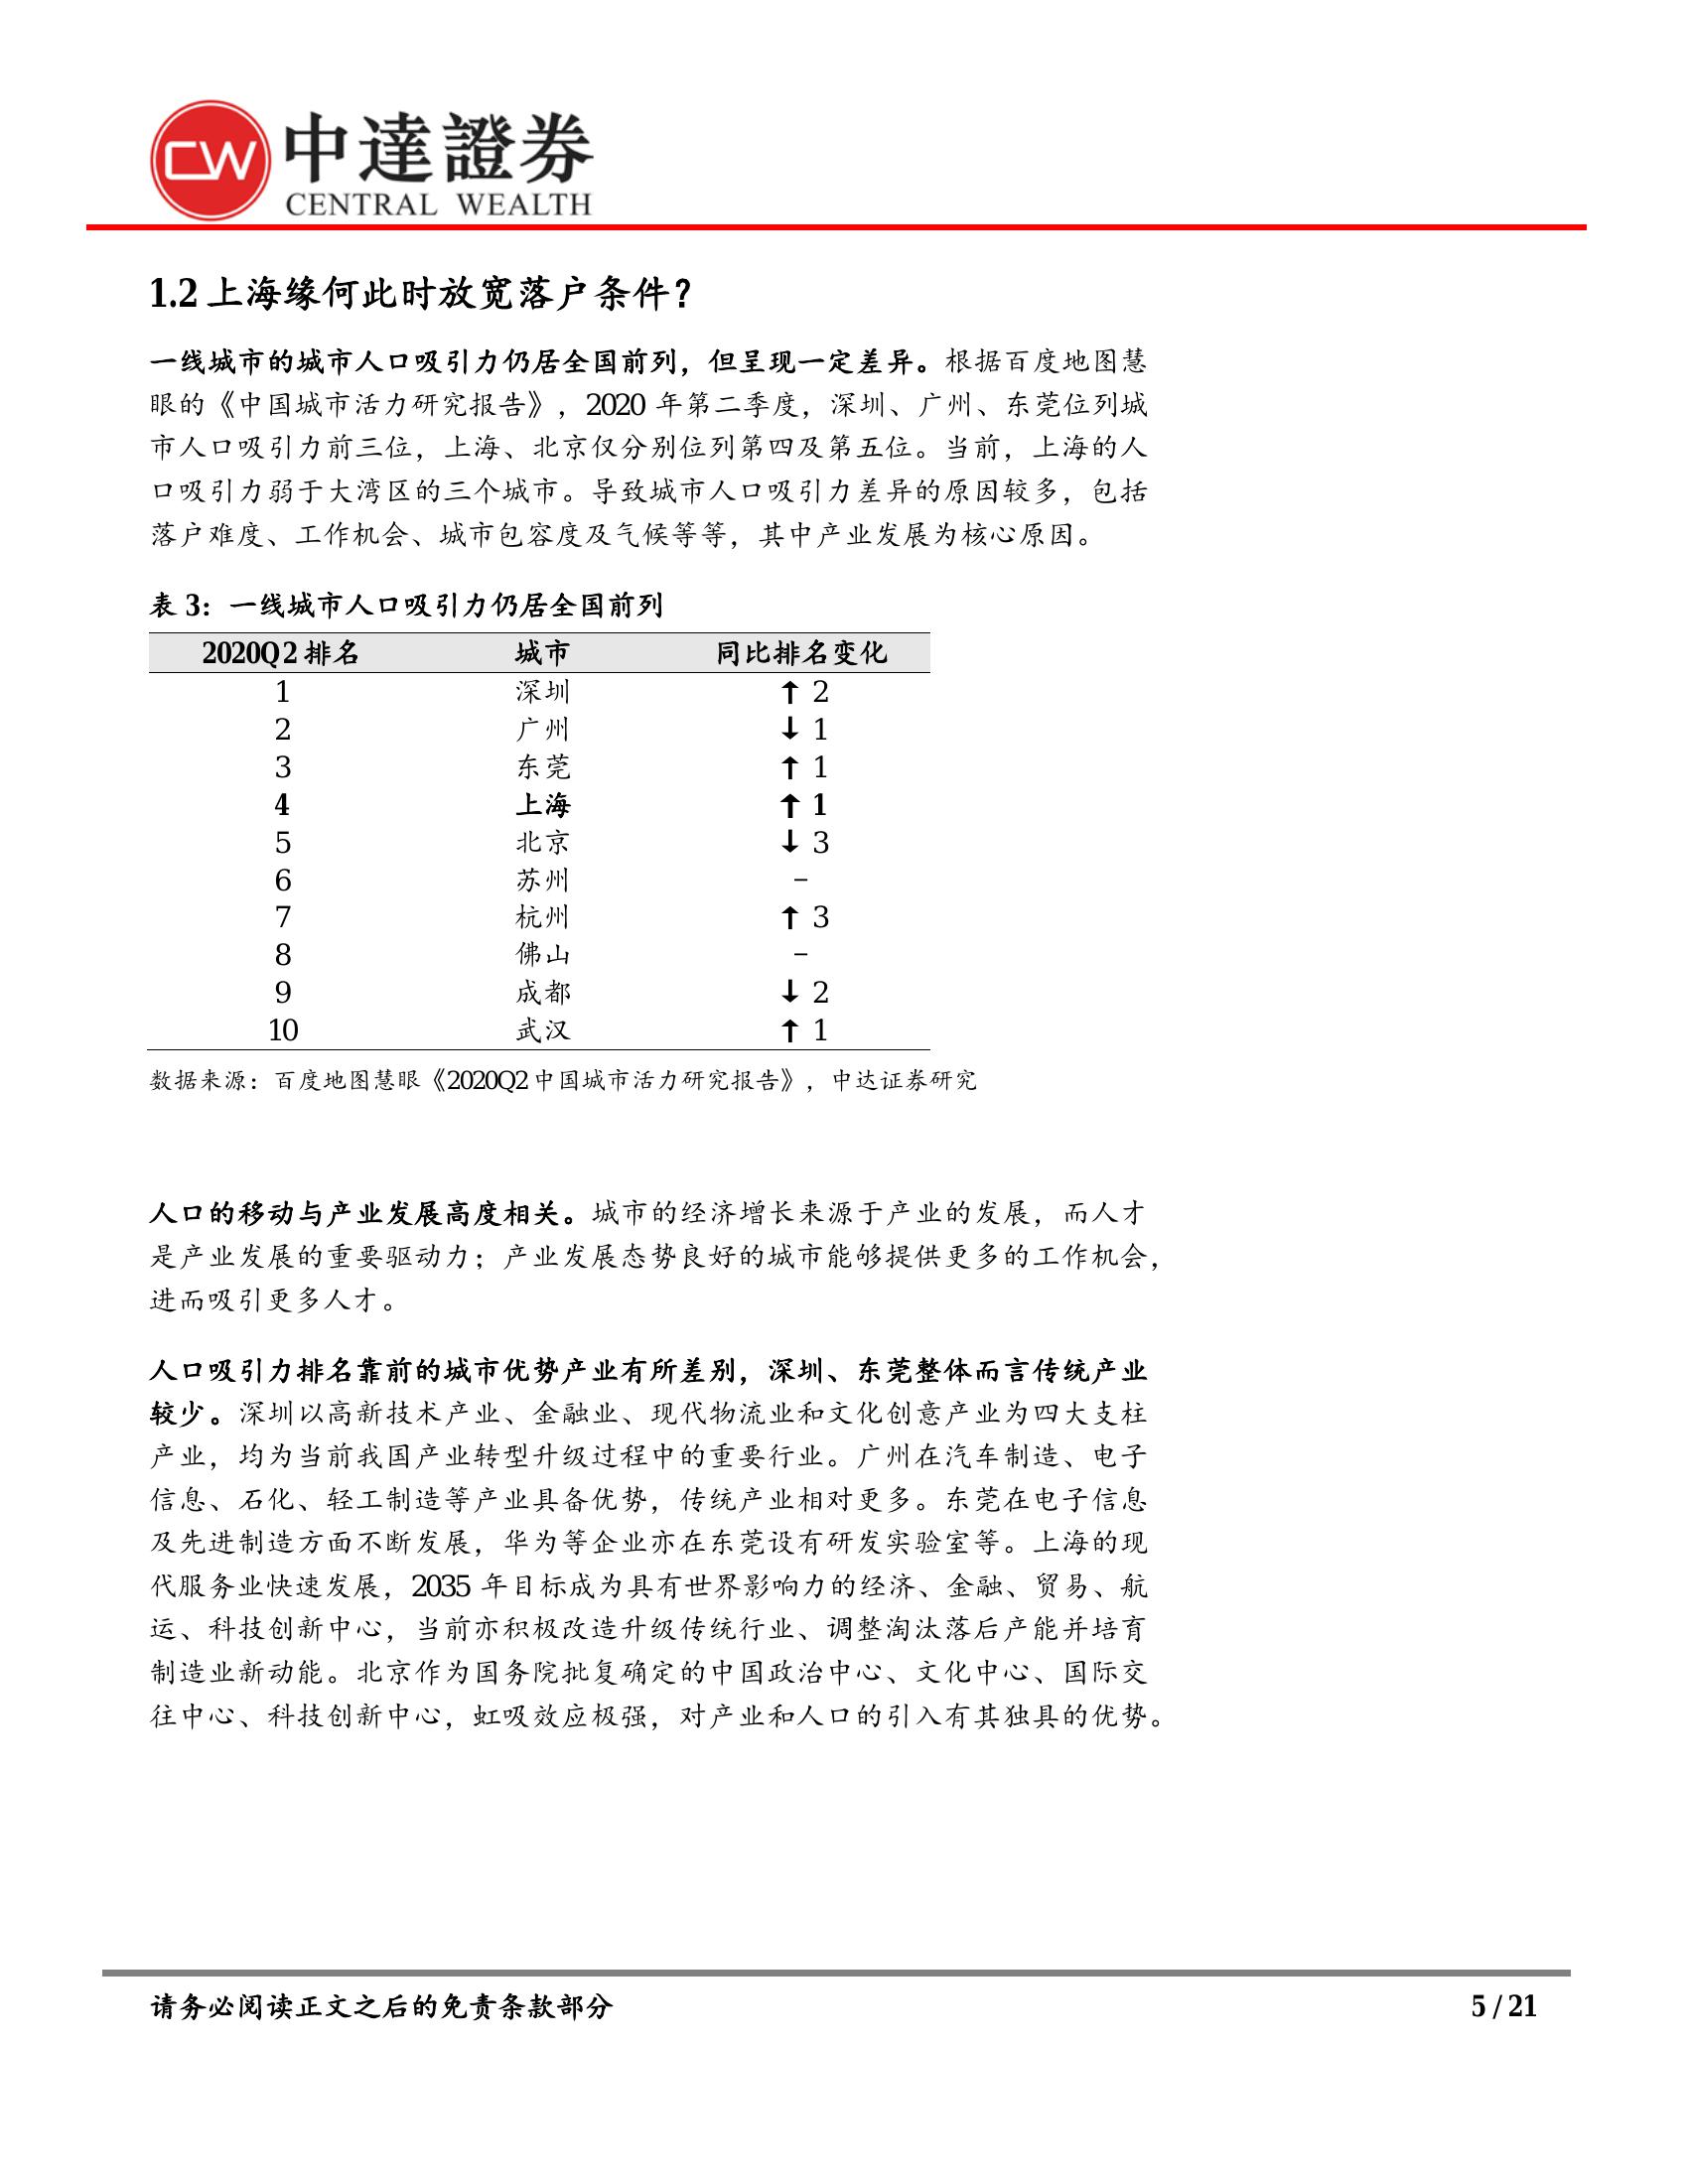 CW 中達證券
CENTRAL WEALTH
1.2 上海缘何此时放宽落户条件？
一线城市的城市人口吸引力仍居全国前列，但呈现一定差异。根据百度地图慧
眼的《中国城市活力研究报告》，2020 年第二季度，深圳、广州、东莞位列城
市人口吸引力前三位，上海、北京仅分别位列第四及第五位。当前，上海的人
口吸引力弱于大湾区的三个城市。导致城市人口吸引力差异的原因较多，包括
落户难度、工作机会、城市包容度及气候等等，其中产业发展为核心原因。
表 3：一线城市人口吸引力仍居全国前列
2020Q2 排名 城市 同比排名变化
1 深圳 ↑ 2
2 广州 ↓ 1
3 东莞 ↑ 1
4 上海 ↑ 1
5 北京 ↓ 3
6 苏州 –
7 杭州 ↑ 3
8 佛山 –
9 成都 ↓ 2
10 武汉 ↑ 1
数据来源：百度地图慧眼《2020Q2 中国城市活力研究报告》，中达证券研究
人口的移动与产业发展高度相关。城市的经济增长来源于产业的发展，而人才
是产业发展的重要驱动力；产业发展态势良好的城市能够提供更多的工作机会，
进而吸引更多人才。
人口吸引力排名靠前的城市优势产业有所差别，深圳、东莞整体而言传统产业
较少。深圳以高新技术产业、金融业、现代物流业和文化创意产业为四大支柱
产业，均为当前我国产业转型升级过程中的重要行业。广州在汽车制造、电子
信息、石化、轻工制造等产业具备优势，传统产业相对更多。东莞在电子信息
及先进制造方面不断发展，华为等企业亦在东莞设有研发实验室等。上海的现
代服务业快速发展，2035 年目标成为具有世界影响力的经济、金融、贸易、航
运、科技创新中心，当前亦积极改造升级传统行业、调整淘汰落后产能并培育
制造业新动能。北京作为国务院批复确定的中国政治中心、文化中心、国际交
往中心、科技创新中心，虹吸效应极强，对产业和人口的引入有其独具的优势。
请务必阅读正文之后的免责条款部分 5 / 21